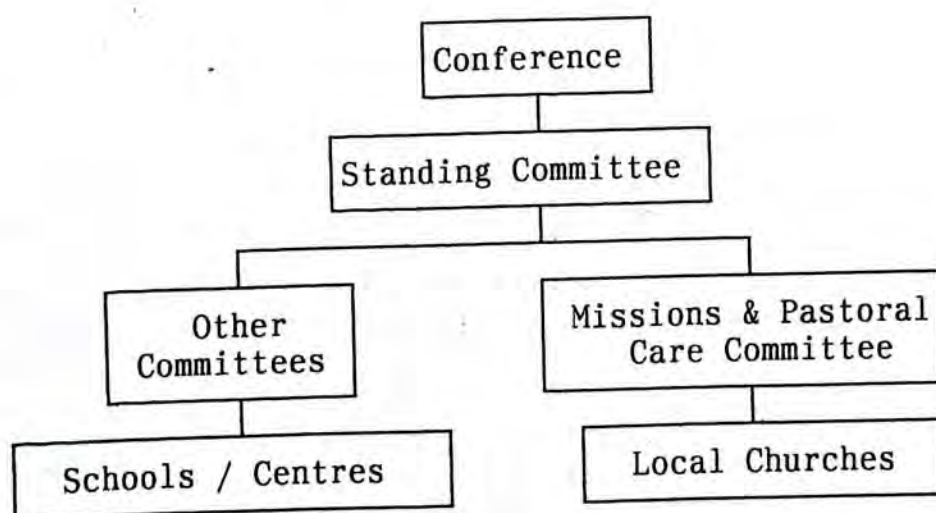 Conference
Standing Committee
Other
Committees
Missions & Pastoral
Care Committee
Schools / Centres
Local Churches